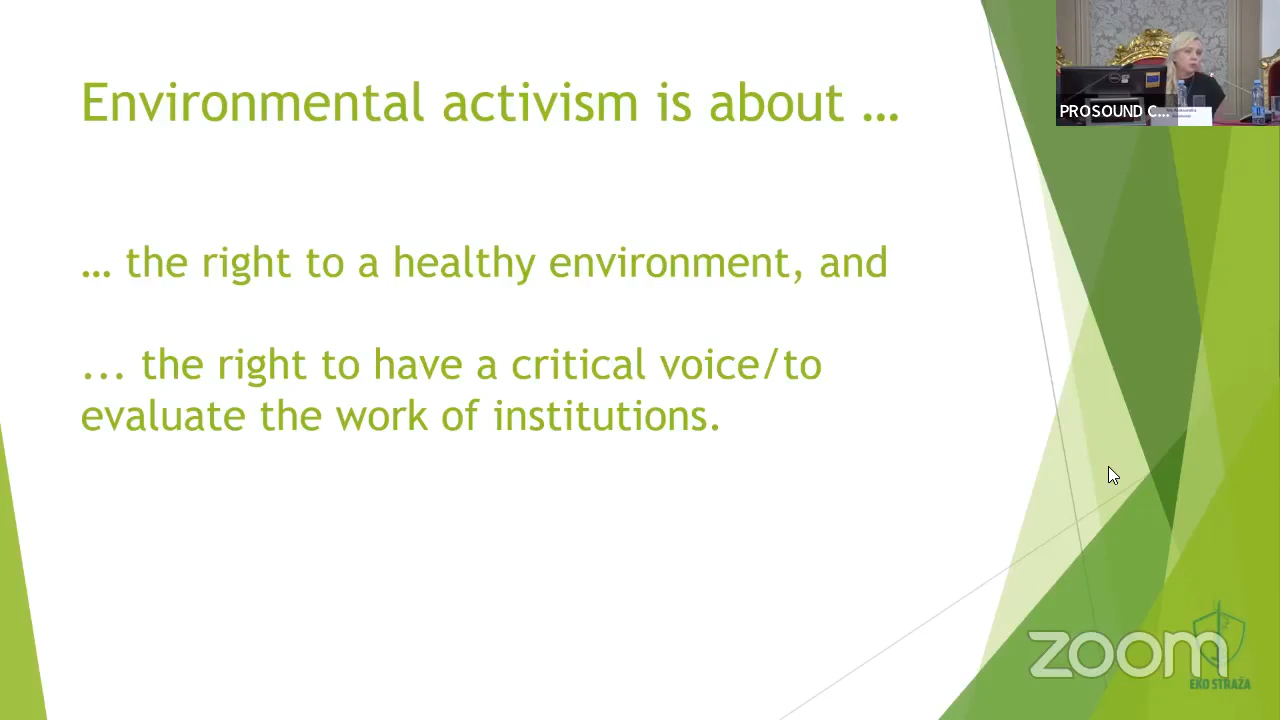 Environmental activism is about …
… the right to a healthy environment, and
... the right to have a critical voice/to
evaluate the work of institutions.
PROSOUND C...
zoom
EKO STRAŽA